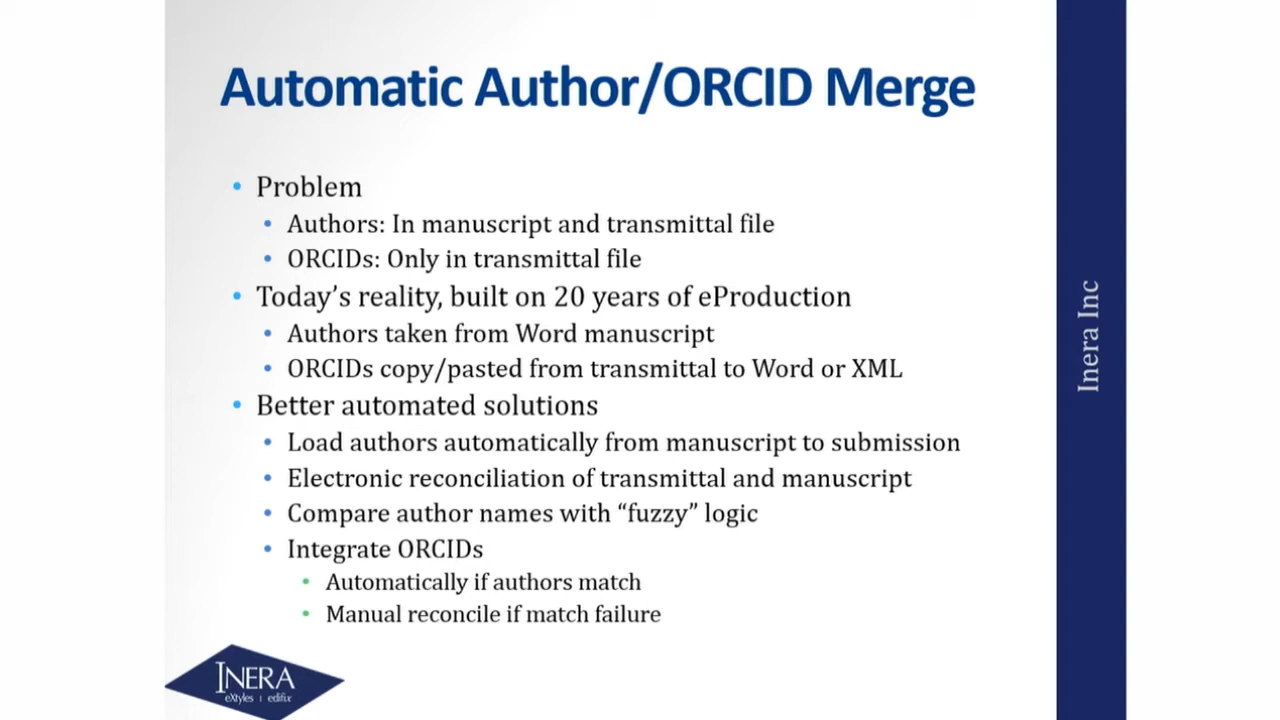 Automatic Author/ORCID Merge
• Problem
• Authors: In manuscript and transmittal file
• ORCIDs: Only in transmittal file
• Today’s reality, built on 20 years of eProduction
• Authors taken from Word manuscript
• ORCIDs copy/pasted from transmittal to Word or XML
• Better automated solutions
• Load authors automatically from manuscript to submission
• Electronic reconciliation of transmittal and manuscript
• Compare author names with “fuzzy” logic
• Integrate ORCIDs
• Automatically if authors match
• Manual reconcile if match failure
Inera Inc
INERA
eXtyles | edifix